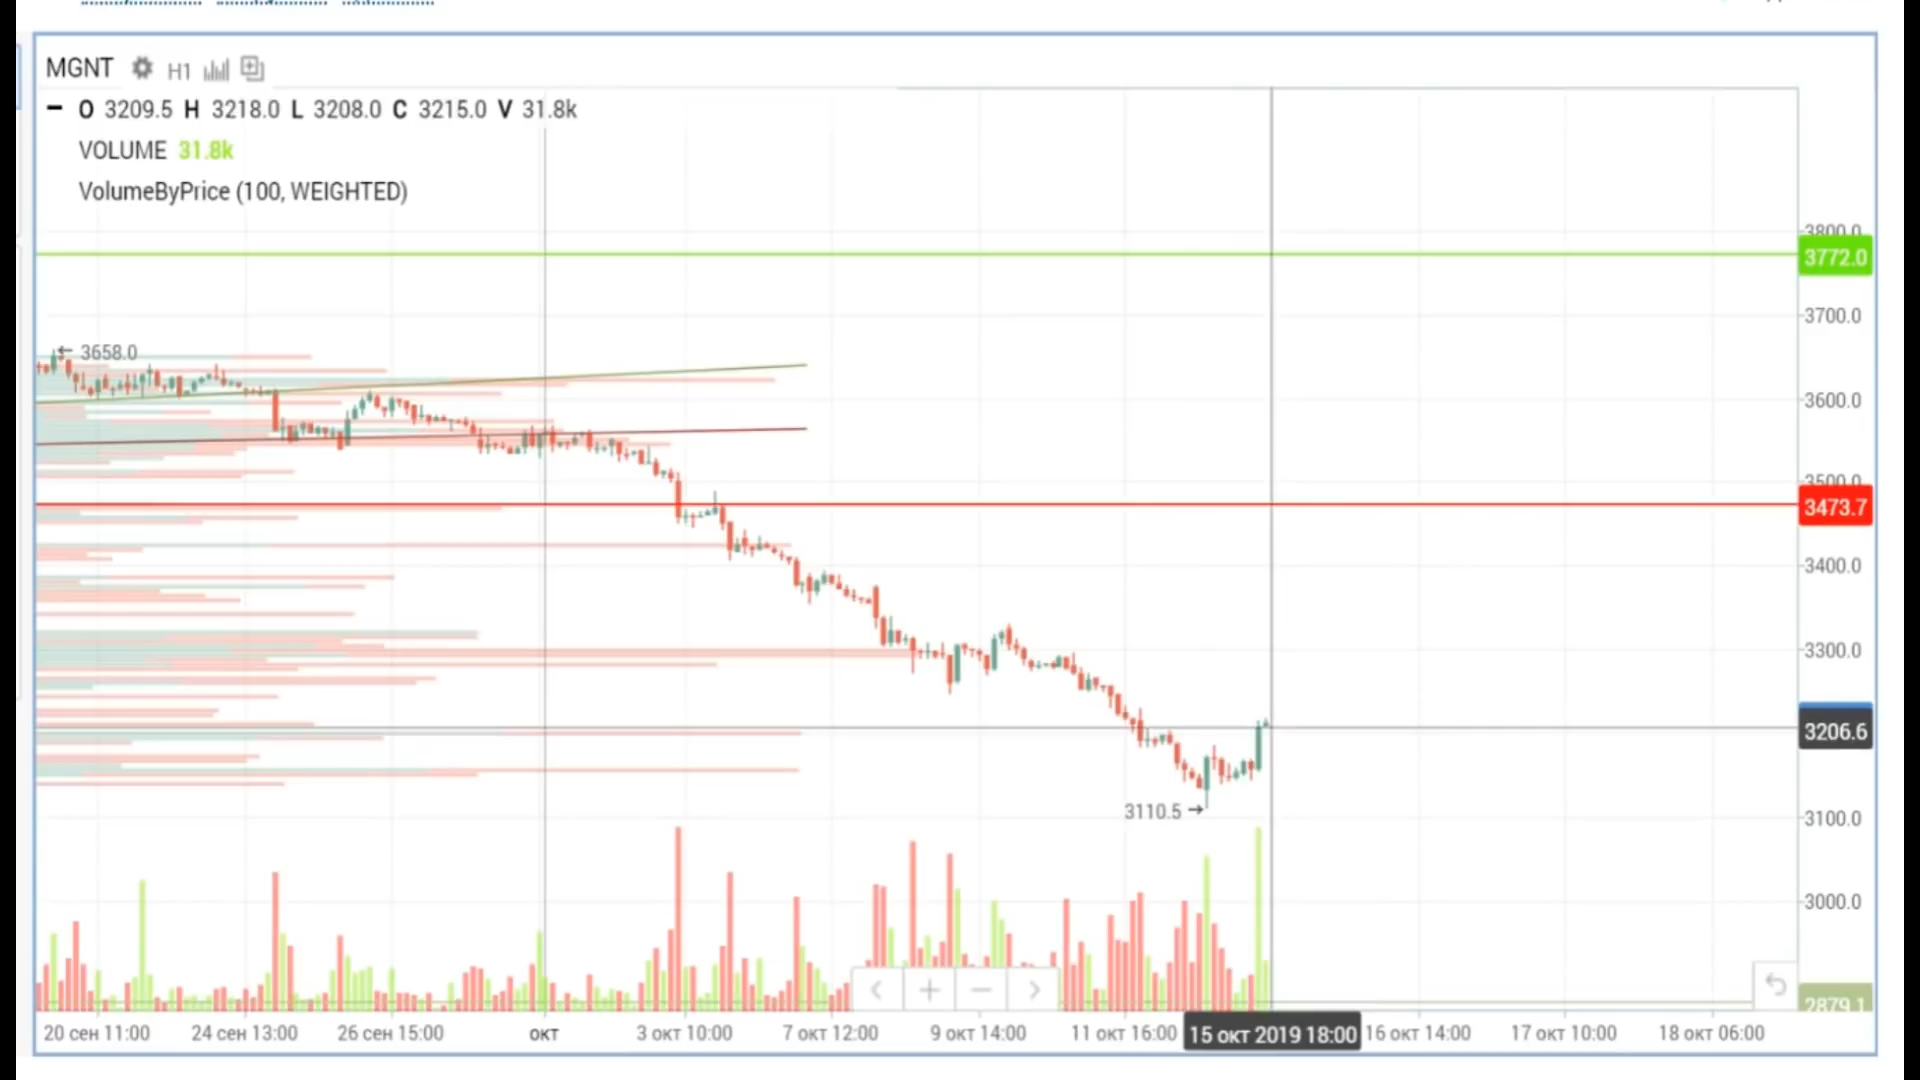 MGNT H1
O 3209.5 H 3218.0 L 3208.0 C 3215.0 V 31.8k
VOLUME 31.8k
VolumeByPrice (100, WEIGHTED)
3800.0
3772.0
3700.0
3658.0
3600.0
3500.0
3473.7
3400.0
3300.0
3206.6
3110.5
3100.0
3000.0
2879.1
20 сен 11:00 24 сен 13:00 26 сен 15:00 окт 3 окт 10:00 7 окт 12:00 9 окт 14:00 11 окт 16:00 15 окт 2019 18:00 16 окт 14:00 17 окт 10:00 18 окт 06:00